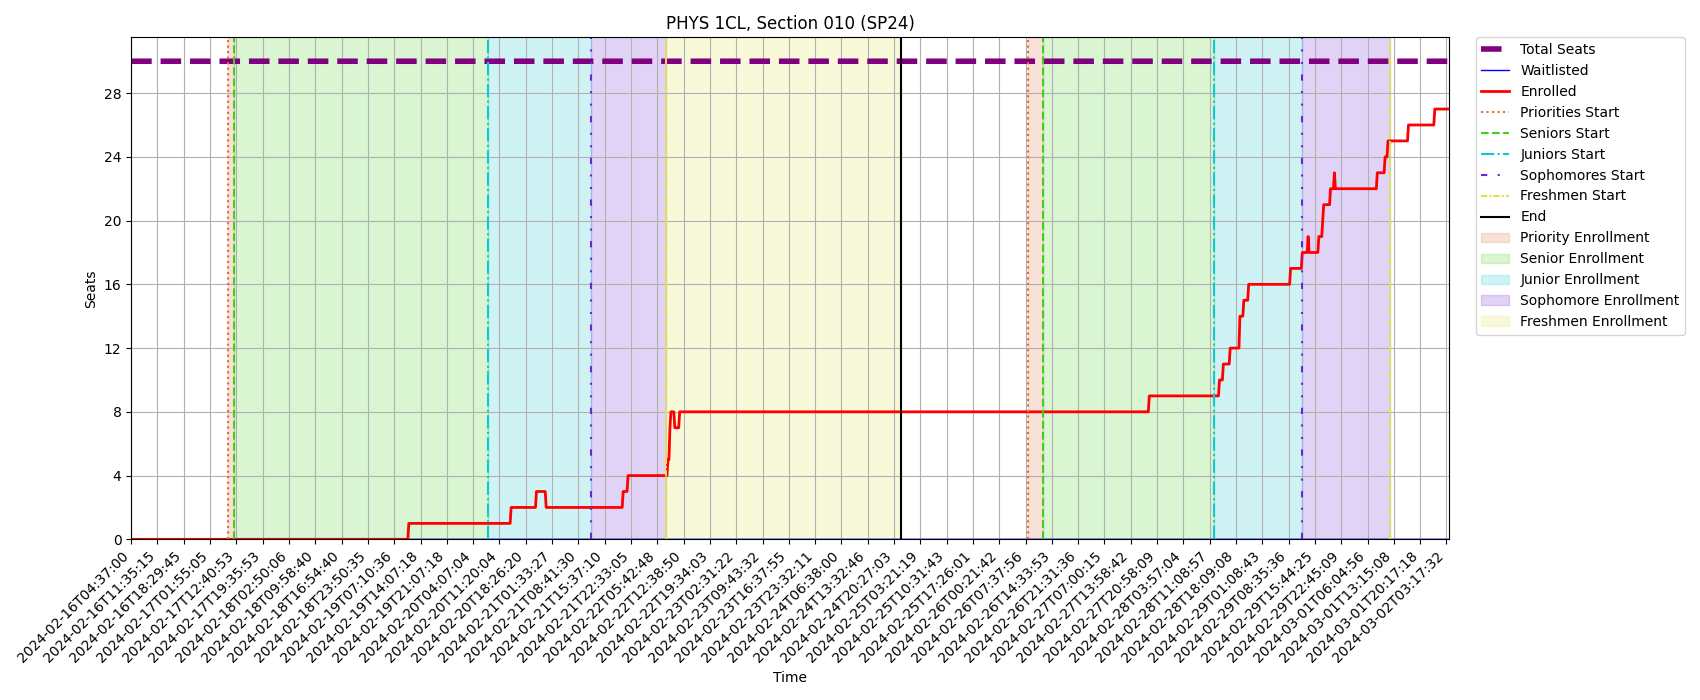 PHYS 1CL, Section 010 (SP24)
Seats
28
24
20
16
12
8
4
0
2024-02-16T04:37:00
2024-02-16T11:35:15
2024-02-16T18:29:45
2024-02-17T01:55:05
2024-02-17T12:40:53
2024-02-17T19:35:53
2024-02-18T02:50:06
2024-02-18T09:58:40
2024-02-18T16:54:40
2024-02-18T23:50:35
2024-02-19T07:10:36
2024-02-19T14:07:18
2024-02-19T21:07:18
2024-02-20T04:07:04
2024-02-20T11:20:04
2024-02-20T18:26:20
2024-02-21T01:33:27
2024-02-21T08:41:30
2024-02-21T15:37:10
2024-02-21T22:33:05
2024-02-22T05:42:48
2024-02-22T12:38:50
2024-02-22T19:34:03
2024-02-23T02:31:22
2024-02-23T09:43:32
2024-02-23T16:37:55
2024-02-23T23:32:11
2024-02-24T06:38:00
2024-02-24T13:32:46
2024-02-24T20:27:03
2024-02-25T03:21:19
2024-02-25T10:31:43
2024-02-25T17:26:01
2024-02-26T00:21:42
2024-02-26T07:37:56
2024-02-26T14:33:53
2024-02-26T21:31:36
2024-02-27T07:00:15
2024-02-27T13:58:42
2024-02-27T20:58:09
2024-02-28T03:57:04
2024-02-28T11:08:57
2024-02-28T18:09:08
2024-02-29T01:08:43
2024-02-29T08:35:36
2024-02-29T15:44:25
2024-02-29T22:45:09
2024-03-01T06:04:56
2024-03-01T13:15:08
2024-03-01T20:17:18
2024-03-02T03:17:32
Time
Total Seats
Waitlisted
Enrolled
Priorities Start
Seniors Start
Juniors Start
Sophomores Start
Freshmen Start
End
Priority Enrollment
Senior Enrollment
Junior Enrollment
Sophomore Enrollment
Freshmen Enrollment